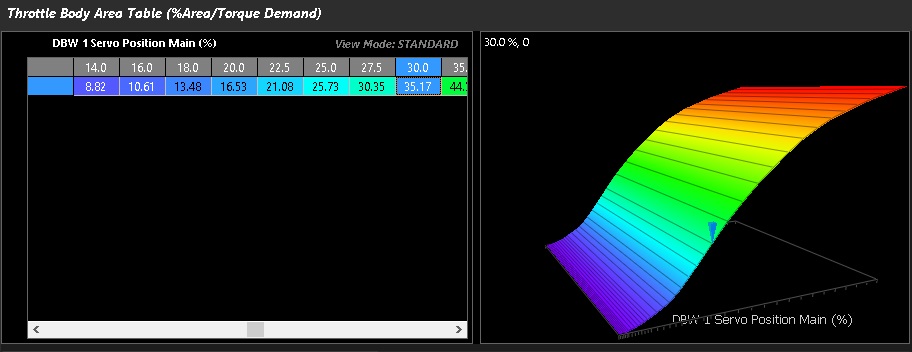 Throttle Body Area Table (%Area/Torque Demand)
DBW 1 Servo Position Main (%)
View Mode: STANDARD
14.0 16.0 18.0 20.0 22.5 25.0 27.5 30.0 35.
8.82 10.61 13.48 16.53 21.08 25.73 30.35 35.17 44.
30.0 %, 0
DBW 1 Servo Position Main (%)